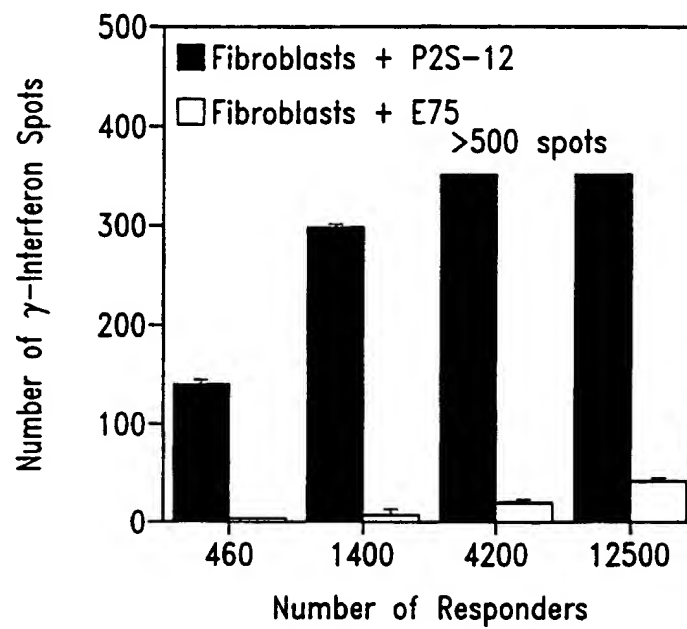 Number of γ-Interferon Spots
500
400
300
200
100
0
Fibroblasts + P2S-12
Fibroblasts + E75
>500 spots
460 1400 4200 12500
Number of Responders